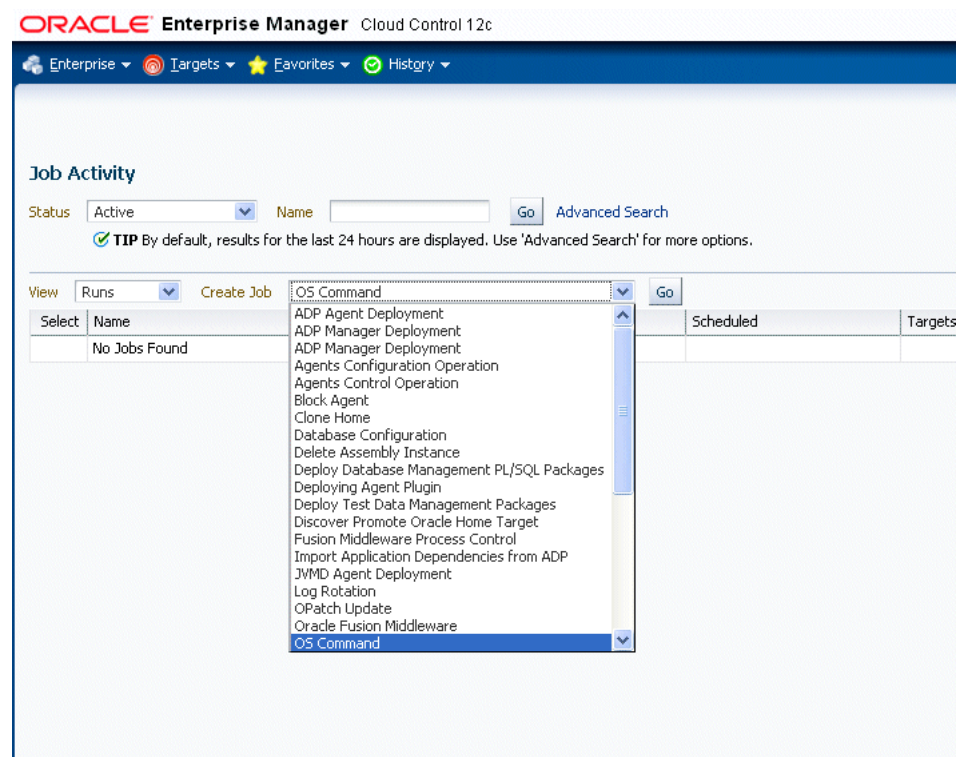 ORACLE Enterprise Manager Cloud Control 12c
Enterprise Targets Favorites History
Job Activity
Status Active Name Go Advanced Search
TIP By default, results for the last 24 hours are displayed. Use 'Advanced Search' for more options.
View Runs Create Job OS Command Go
Select Name Scheduled Targets
No Jobs Found
ADP Agent Deployment
ADP Manager Deployment
ADP Manager Deployment
Agents Configuration Operation
Agents Control Operation
Block Agent
Clone Home
Database Configuration
Delete Assembly Instance
Deploy Database Management PL/SQL Packages
Deploying Agent Plugin
Deploy Test Data Management Packages
Discover Promote Oracle Home Target
Fusion Middleware Process Control
Import Application Dependencies from ADP
JVMD Agent Deployment
Log Rotation
OPatch Update
Oracle Fusion Middleware
OS Command